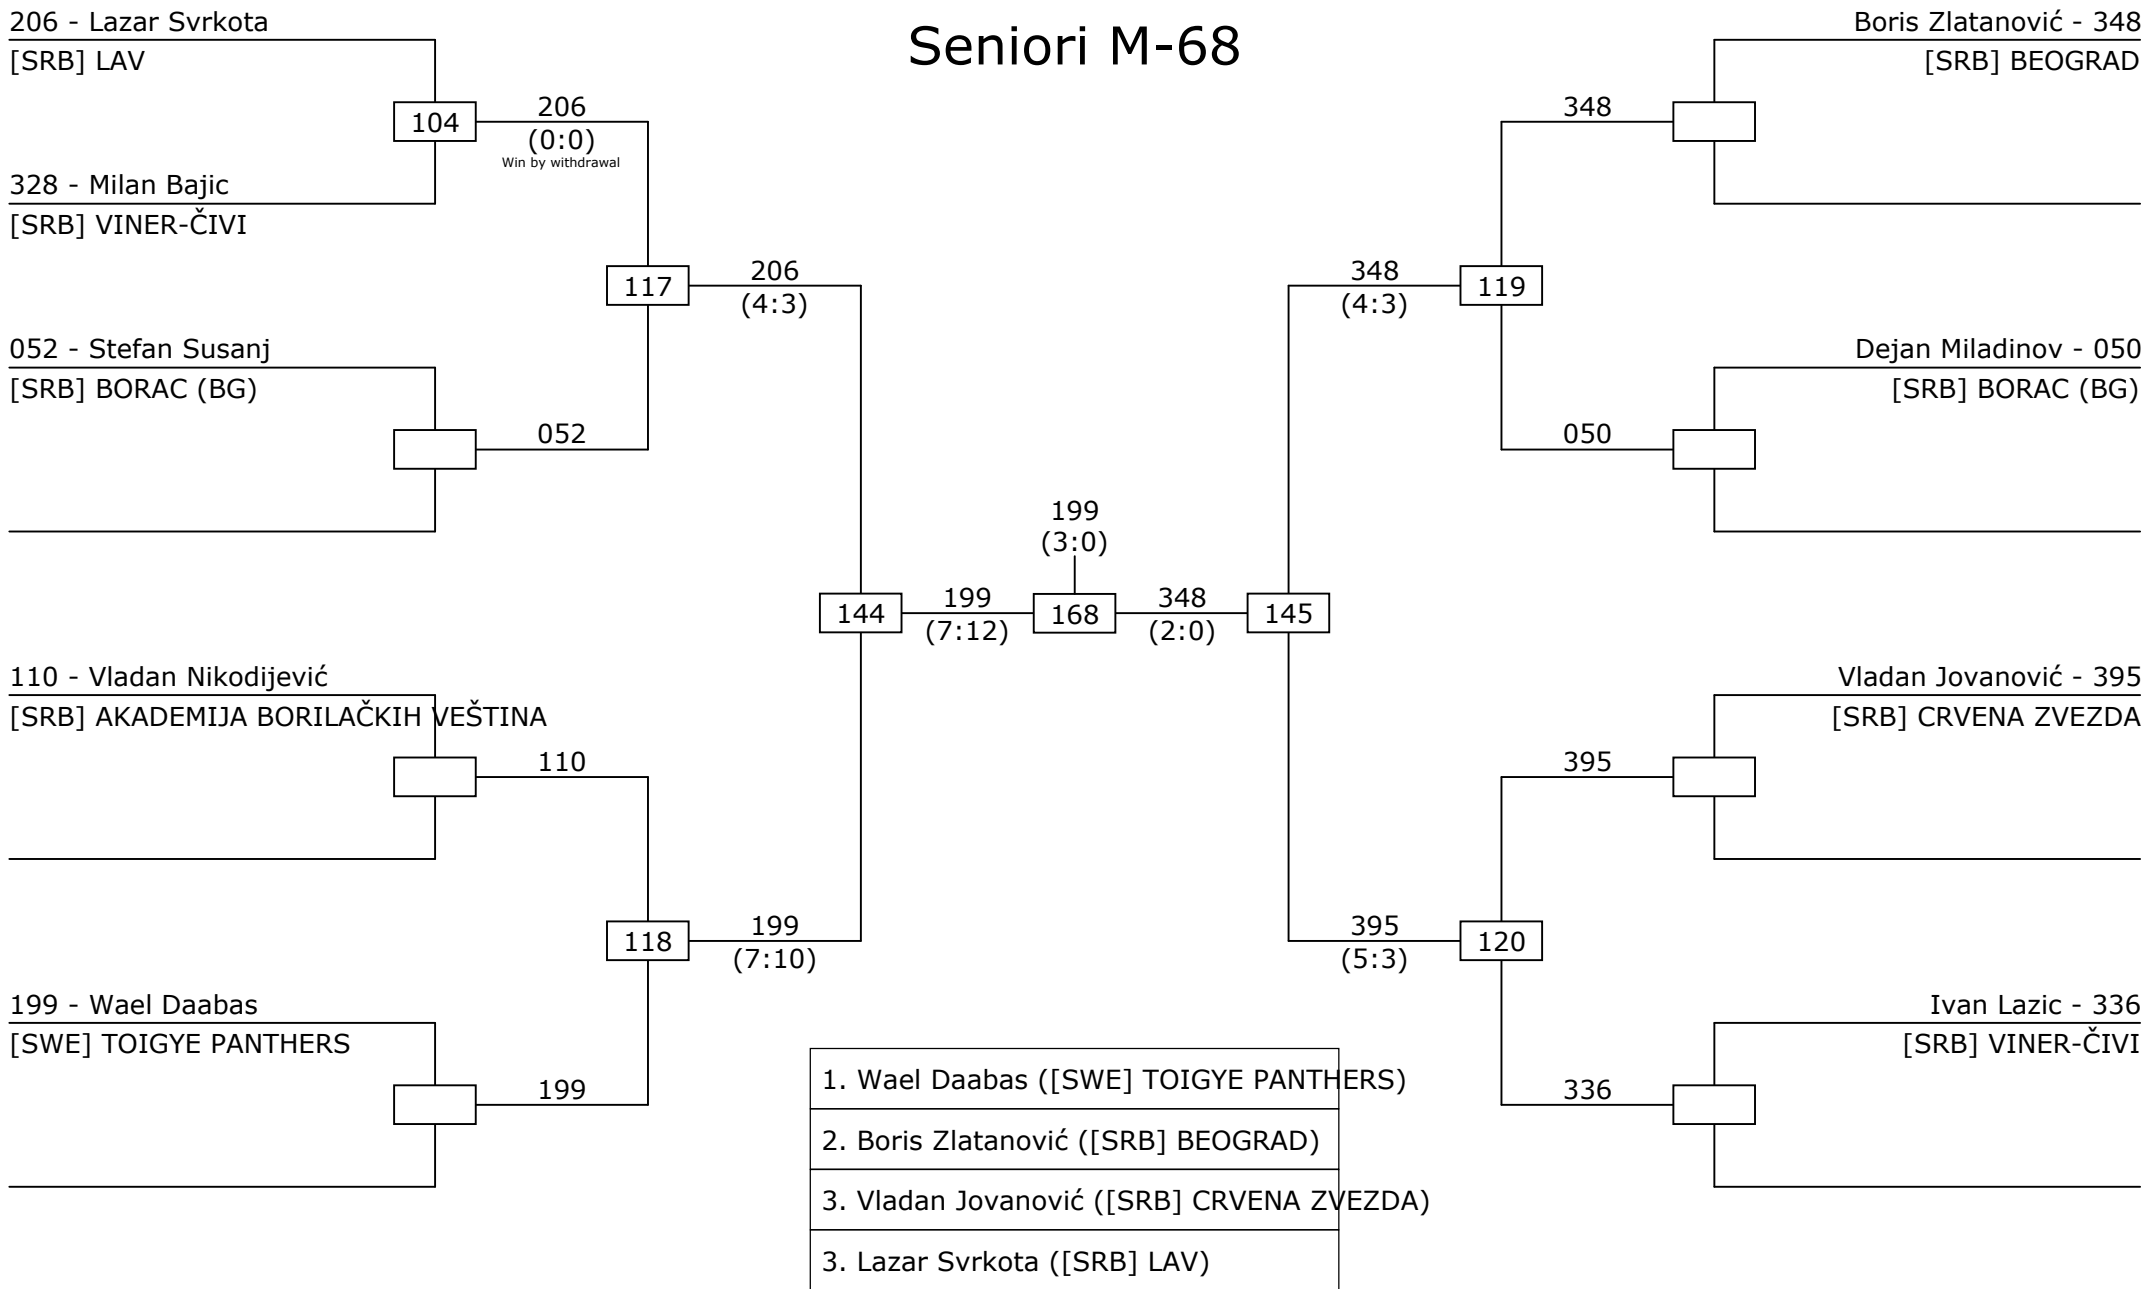 Seniori M-68
206 - Lazar Svrkota
[SRB] LAV
104
206
(0:0)
Win by withdrawal
328 - Milan Bajic
[SRB] VINER-ČIVI
117
206
(4:3)
052 - Stefan Susanj
[SRB] BORAC (BG)
052
110 - Vladan Nikodijević
[SRB] AKADEMIJA BORILAČKIH VEŠTINA
110
118
199
(7:10)
199 - Wael Daabas
[SWE] TOIGYE PANTHERS
199
144
199
(7:12)
199
(3:0)
168
348
(2:0)
145
Boris Zlatanović - 348
[SRB] BEOGRAD
348
348
(4:3)
119
Dejan Miladinov - 050
[SRB] BORAC (BG)
050
Vladan Jovanović - 395
[SRB] CRVENA ZVEZDA
395
395
(5:3)
120
Ivan Lazic - 336
[SRB] VINER-ČIVI
336
1. Wael Daabas ([SWE] TOIGYE PANTHERS)
2. Boris Zlatanović ([SRB] BEOGRAD)
3. Vladan Jovanović ([SRB] CRVENA ZVEZDA)
3. Lazar Svrkota ([SRB] LAV)